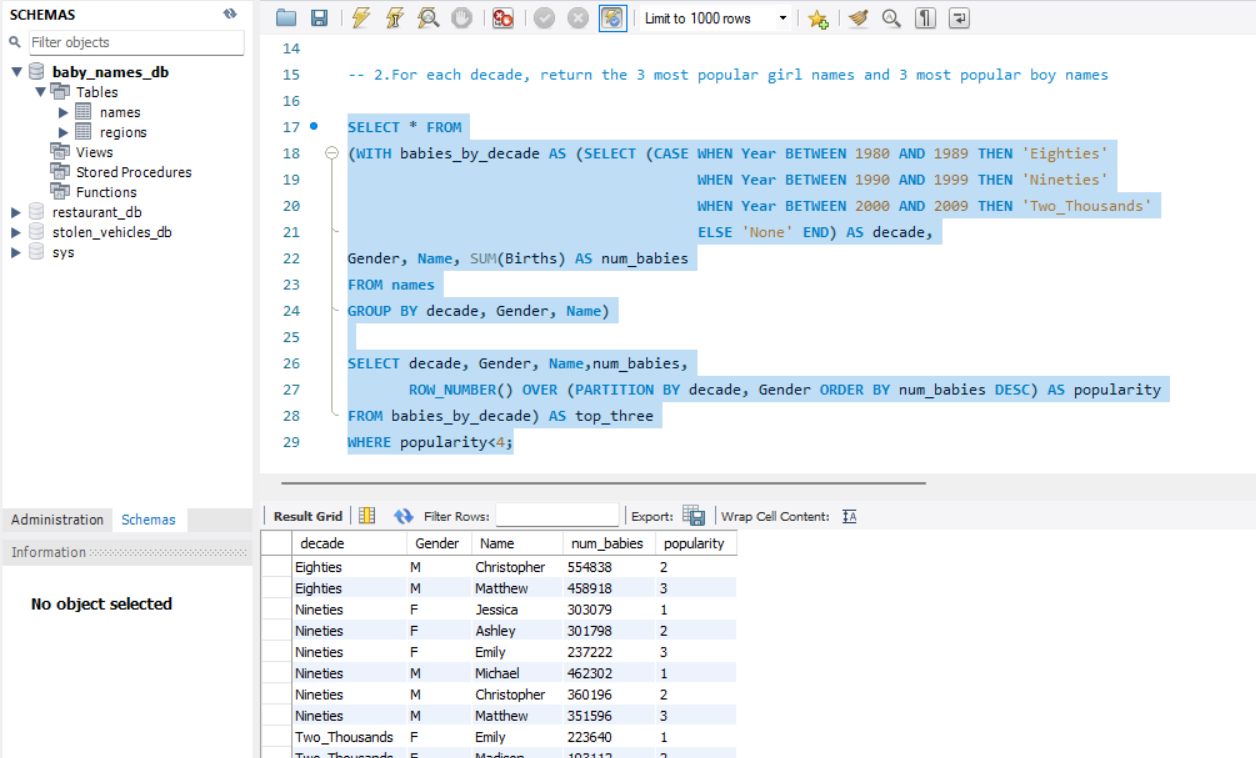 SCHEMAS
Filter objects
baby_names_db
Tables
names
regions
Views
Stored Procedures
Functions
restaurant_db
stolen_vehicles_db
sys
Administration Schemas
Information
No object selected
Limit to 1000 rows
14
15 -- 2.For each decade, return the 3 most popular girl names and 3 most popular boy names
16
17 SELECT * FROM
18 (WITH babies_by_decade AS (SELECT (CASE WHEN Year BETWEEN 1980 AND 1989 THEN 'Eighties'
19 WHEN Year BETWEEN 1990 AND 1999 THEN 'Nineties'
20 WHEN Year BETWEEN 2000 AND 2009 THEN 'Two_Thousands'
21 ELSE 'None' END) AS decade,
22 Gender, Name, SUM(Births) AS num_babies
23 FROM names
24 GROUP BY decade, Gender, Name)
25
26 SELECT decade, Gender, Name,num_babies,
27 ROW_NUMBER() OVER (PARTITION BY decade, Gender ORDER BY num_babies DESC) AS popularity
28 FROM babies_by_decade) AS top_three
29 WHERE popularity<4;
Result Grid Filter Rows: Export: Wrap Cell Content: IA
decade Gender Name num_babies popularity
Eighties M Christopher 554838 2
Eighties M Matthew 458918 3
Nineties F Jessica 303079 1
Nineties F Ashley 301798 2
Nineties F Emily 237222 3
Nineties M Michael 462302 1
Nineties M Christopher 360196 2
Nineties M Matthew 351596 3
Two_Thousands F Emily 223640 1
Two_Thousands F Madison 193112 2